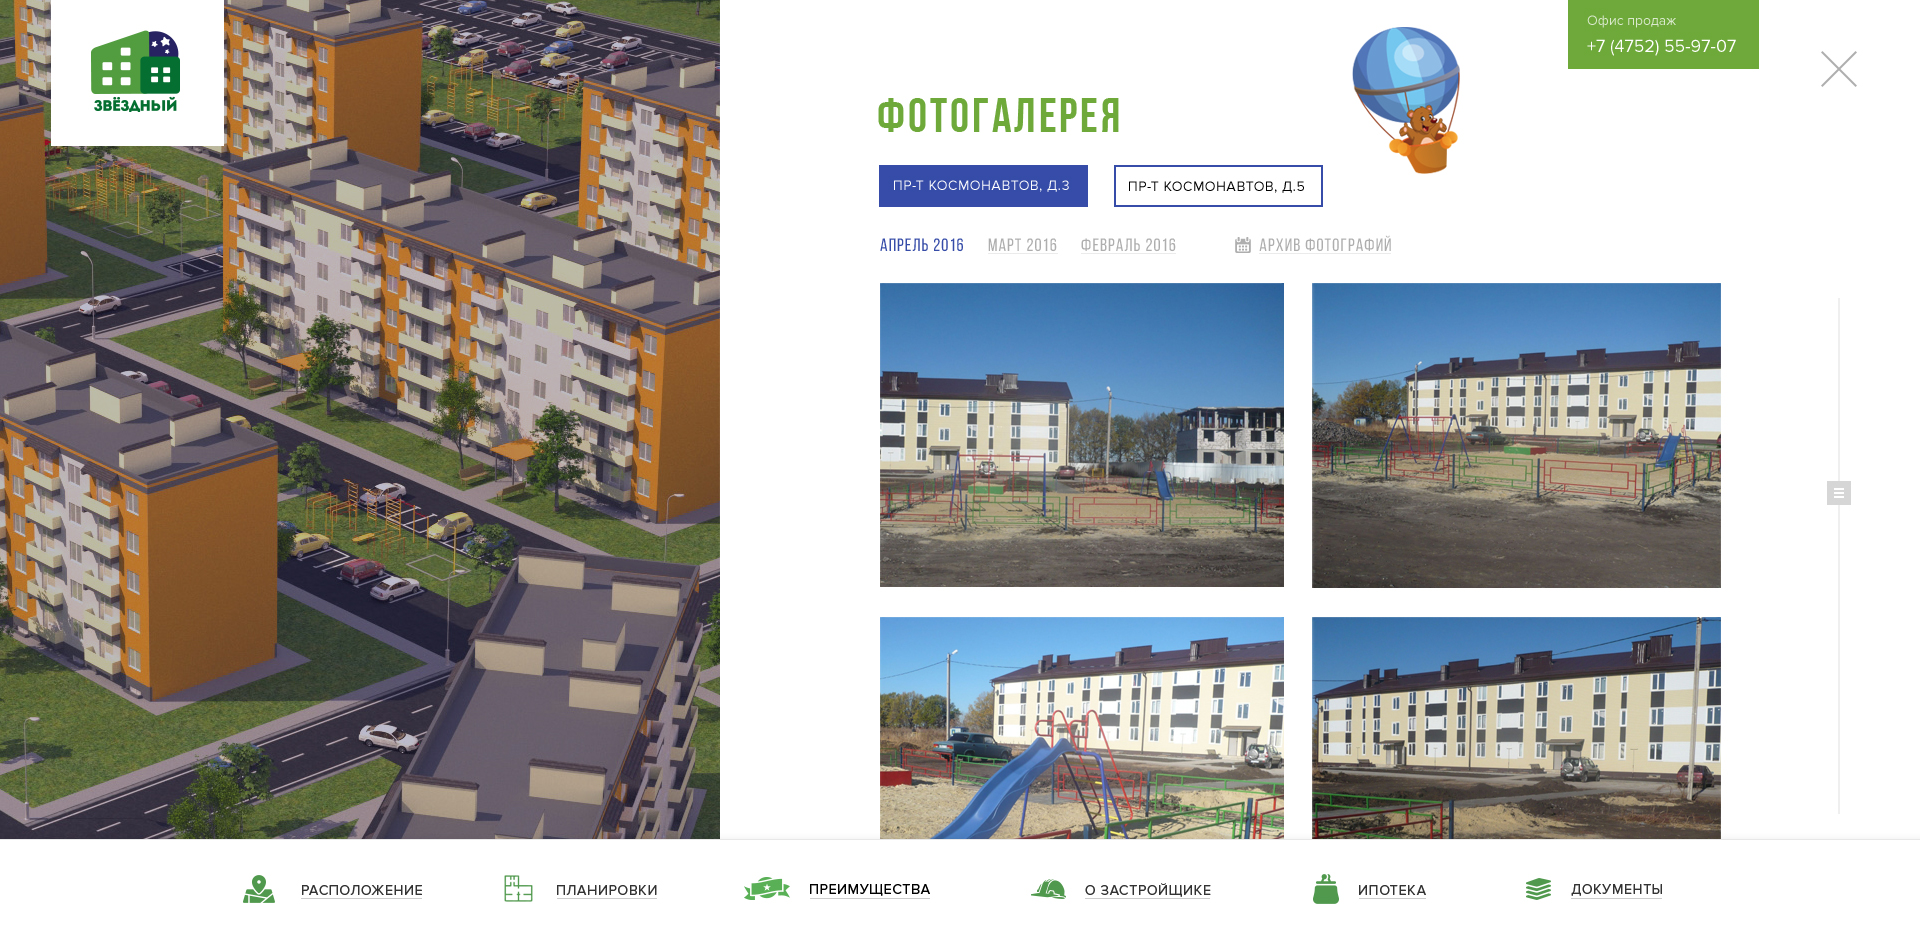 ЗВЁЗДНЫЙ
Офис продаж
+7 (4752) 55-97-07
ФОТОГАЛЕРЕЯ
ПР-Т КОСМОНАВТОВ, Д.3
ПР-Т КОСМОНАВТОВ, Д.5
АПРЕЛЬ 2016 МАРТ 2016 ФЕВРАЛЬ 2016 АРХИВ ФОТОГРАФИЙ
РАСПОЛОЖЕНИЕ
ПЛАНИРОВКИ
ПРЕИМУЩЕСТВА
О ЗАСТРОЙЩИКЕ
ИПОТЕКА
ДОКУМЕНТЫ